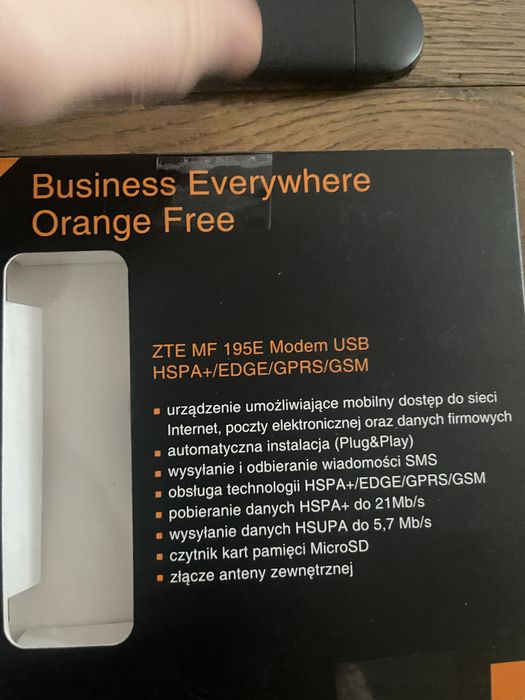 Business Everywhere
Orange Free
ZTE MF 195E Modem USB
HSPA+/EDGE/GPRS/GSM
▪ urządzenie umożliwiające mobilny dostęp do sieci
Internet, poczty elektronicznej oraz danych firmowych
▪ automatyczna instalacja (Plug&Play)
▪ wysyłanie i odbieranie wiadomości SMS
▪ obsługa technologii HSPA+/EDGE/GPRS/GSM
▪ pobieranie danych HSPA+ do 21Mb/s
▪ wysyłanie danych HSUPA do 5,7 Mb/s
▪ czytnik kart pamięci MicroSD
▪ złącze anteny zewnętrznej